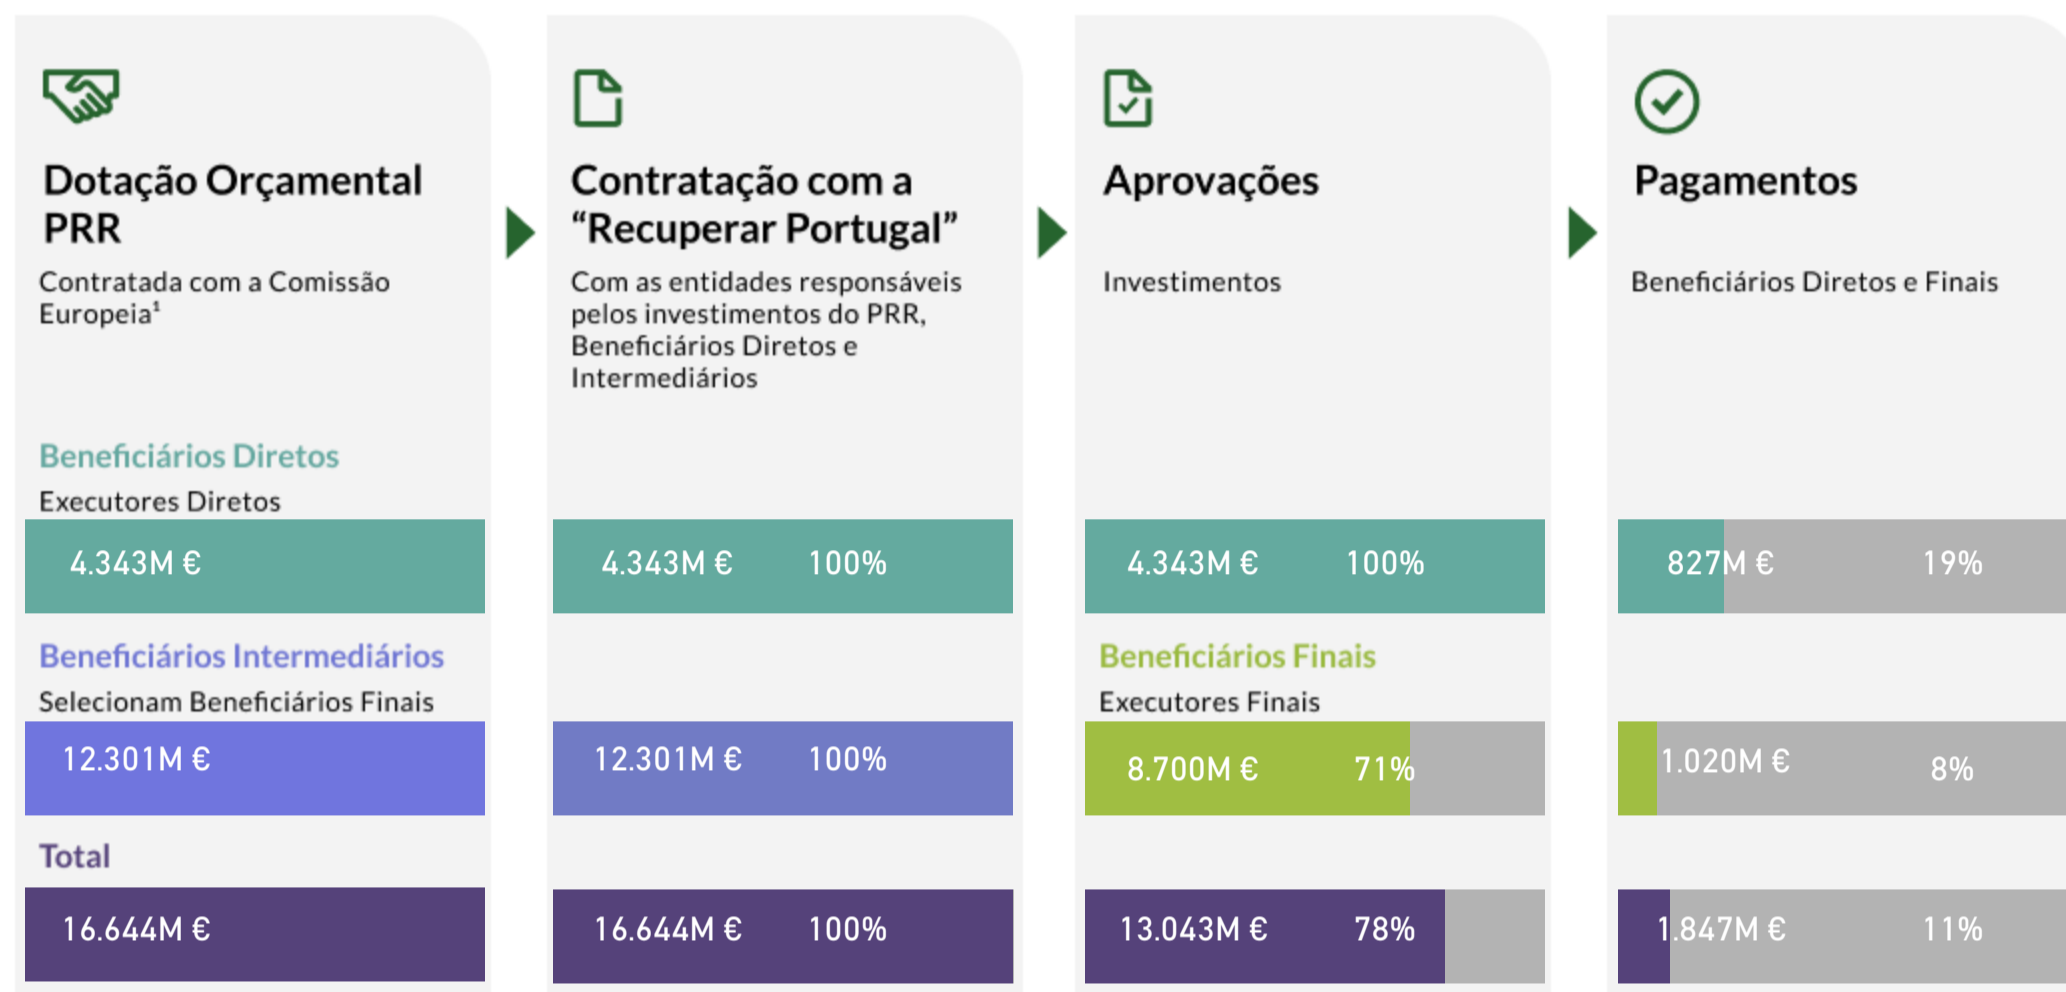 Dotação Orçamental
PRR
Contratada com a Comissão
Europeia¹
Contratação com a
“Recuperar Portugal”
Com as entidades responsáveis
pelos investimentos do PRR,
Beneficiários Diretos e
Intermediários
Aprovações
Investimentos
Pagamentos
Beneficiários Diretos e Finais
Beneficiários Diretos
Executores Diretos
4.343M €
4.343M € 100%
4.343M € 100%
827M € 19%
Beneficiários Intermediários
Selecionam Beneficiários Finais
Beneficiários Finais
Executores Finais
12.301M €
12.301M € 100%
8.700M € 71%
1.020M € 8%
Total
16.644M €
16.644M € 100%
13.043M € 78%
1.847M € 11%